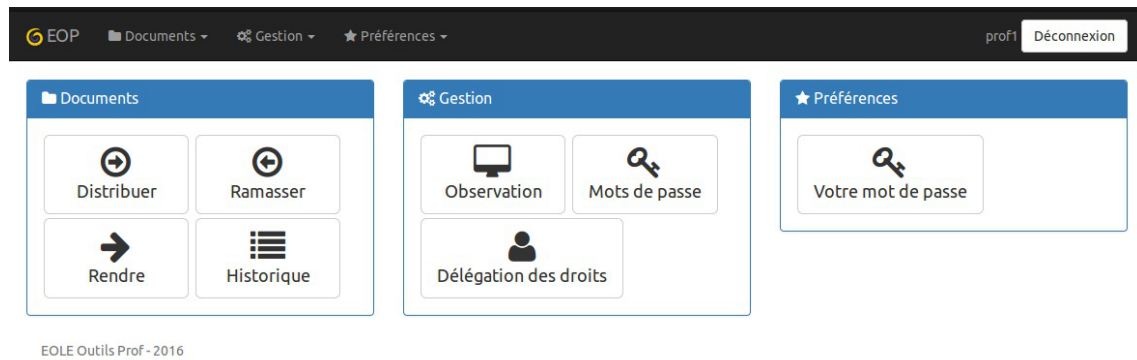 EOP Documents Gestion Préférences prof1 Déconnexion
Documents
Distribuer Ramasser
Rendre Historique
Gestion
Observation Mots de passe
Délégation des droits
Préférences
Votre mot de passe
EOLE Outils Prof - 2016